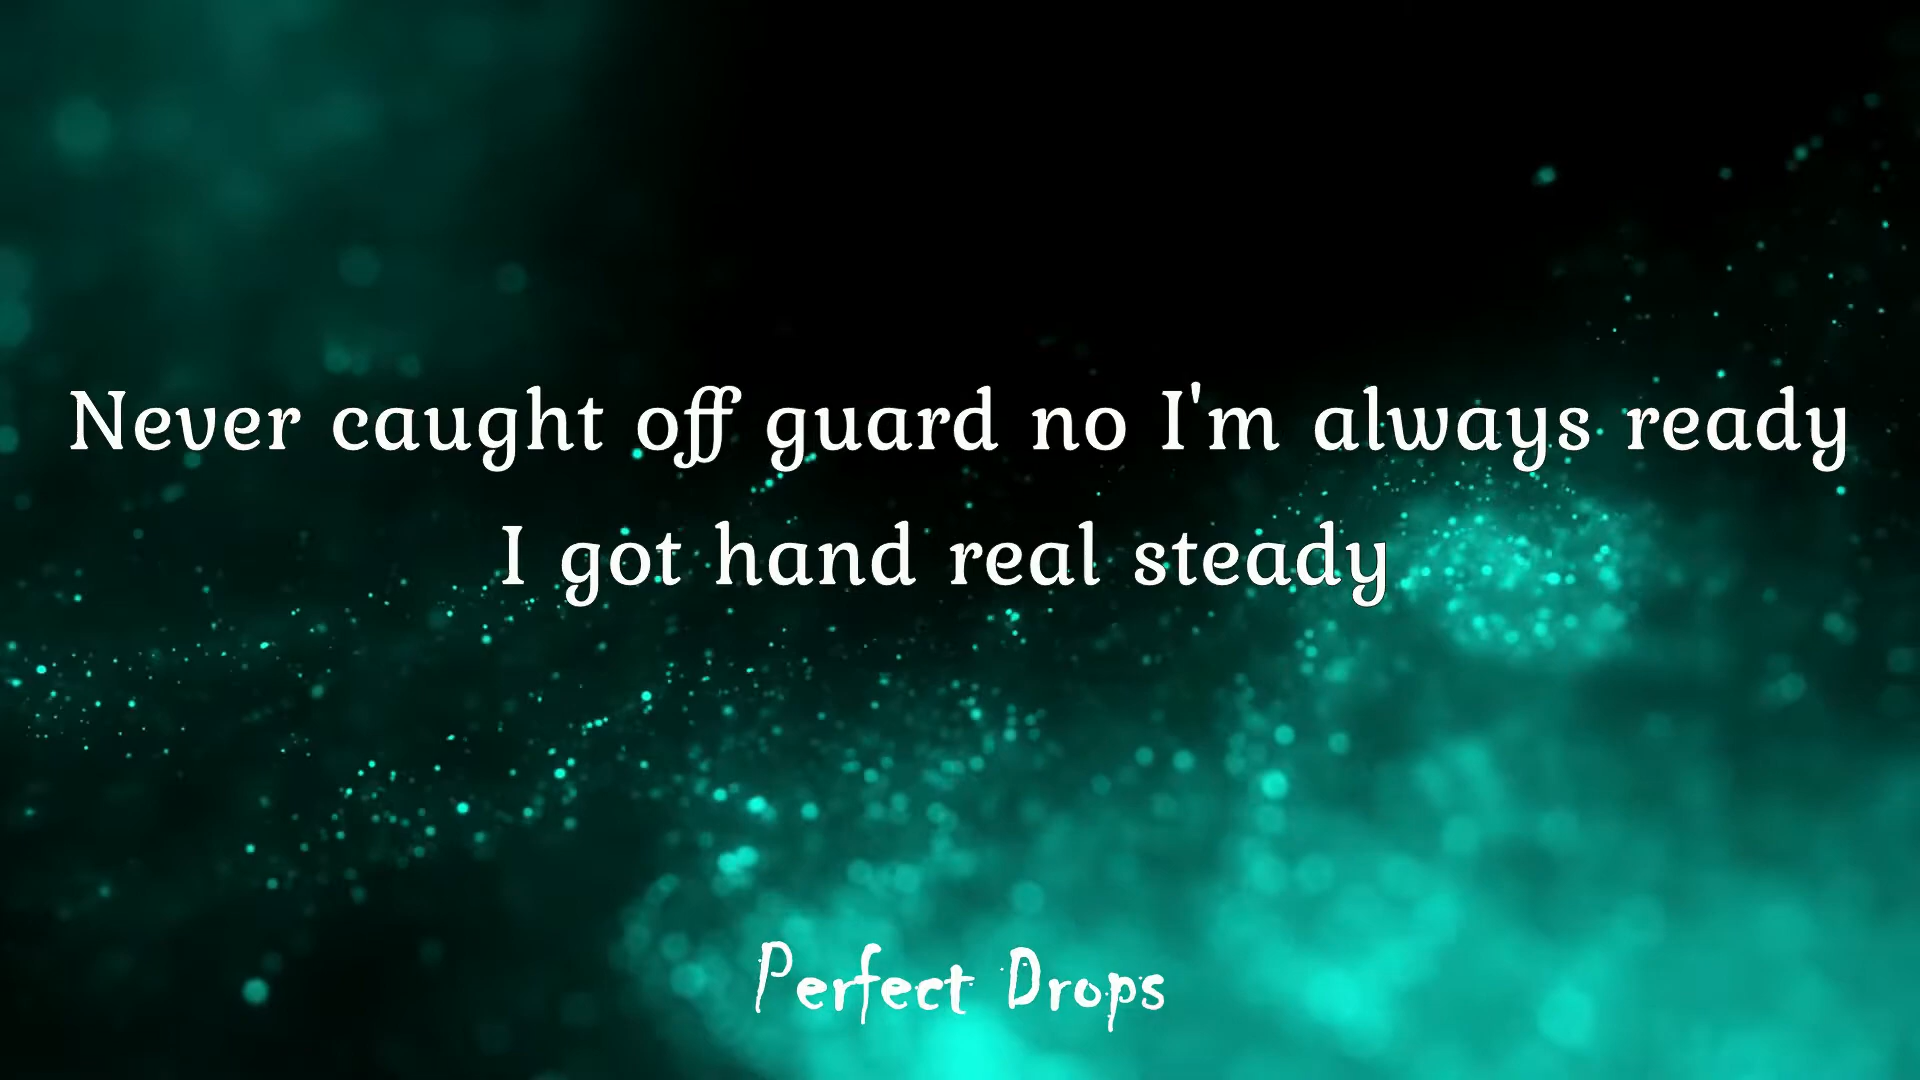 Never caught off guard no I'm always ready
I got hand real steady
Perfect Drops